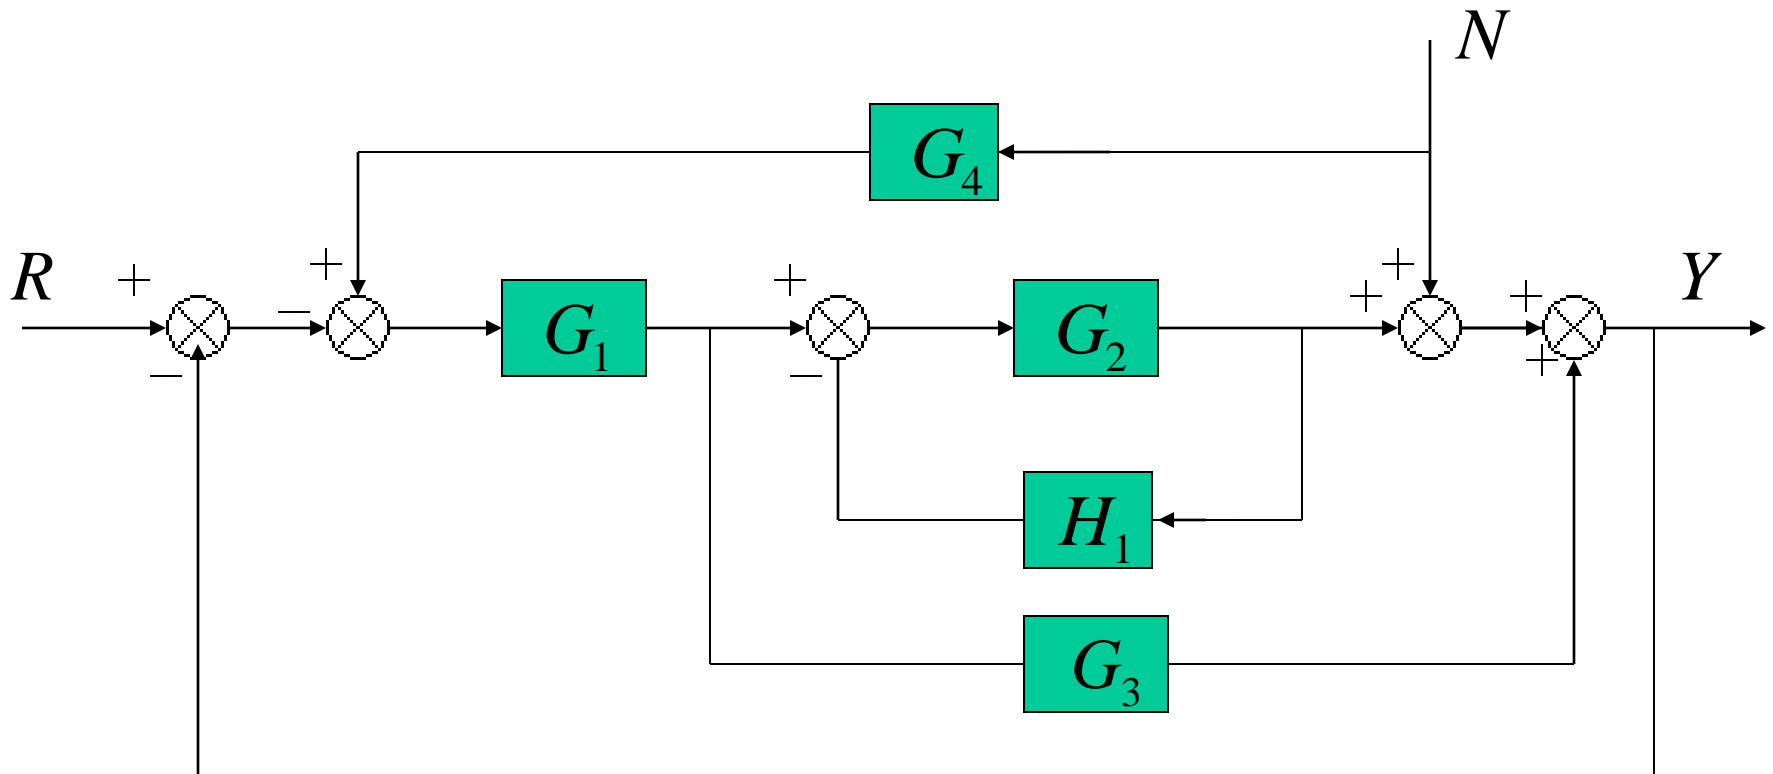 N
G₄
R + − + G₁ + − G₂ + + + + Y
H₁
G₃